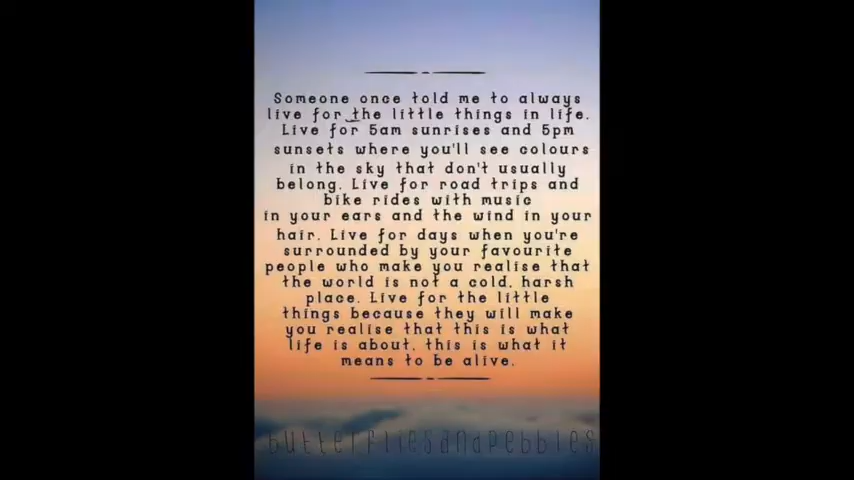 Someone once told me to always
live for the little things in life.
Live for 5am sunrises and 5pm
sunsets where you'll see colours
in the sky that don't usually
belong. Live for road trips and
bike rides with music
in your ears and the wind in your
hair. Live for days when you're
surrounded by your favourite
people who make you realise that
the world is not a cold, harsh
place. Live for the little
things because they will make
you realise that this is what
life is about, this is what it
means to be alive.
butterfliesandpebbles